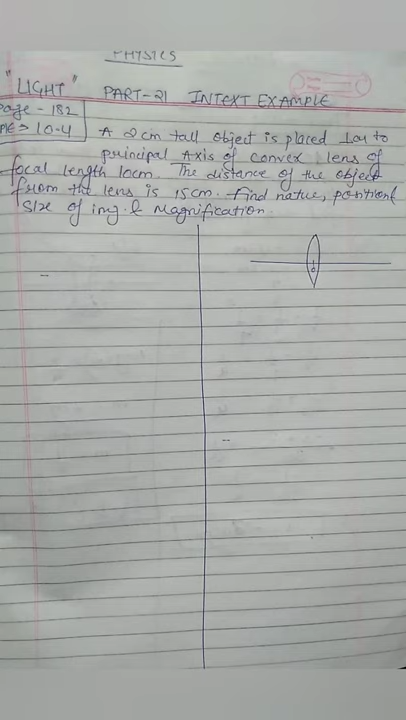 PHYSICS
"LIGHT" PART-21 INTEXT EXAMPLE
Page - 182
10.4 A 2cm tall object is placed Lar to
principal Axis of convex lens of
focal length 10cm. The distance of the object
from the lens is 15cm. Find nature, position &
size of img. & Magnification.
o